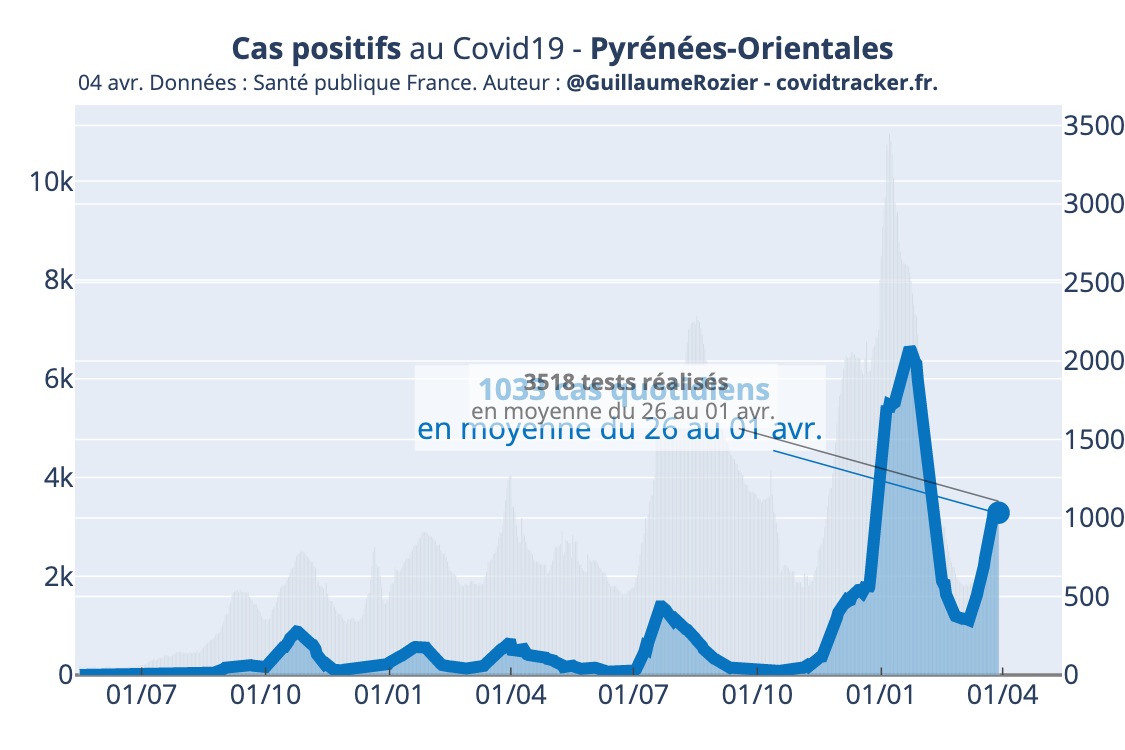 Cas positifs au Covid19 - Pyrénées-Orientales
04 avr. Données : Santé publique France. Auteur : @GuillaumeRozier - covidtracker.fr.
3500
10k
3000
8k
2500
6k
2000
3518 tests réalisés
1033 cas quotidiens
en moyenne du 26 au 01 avr.
en moyenne du 26 au 01 avr.
1500
4k
1000
2k
500
0
0
01/07 01/10 01/01 01/04 01/07 01/10 01/01 01/04